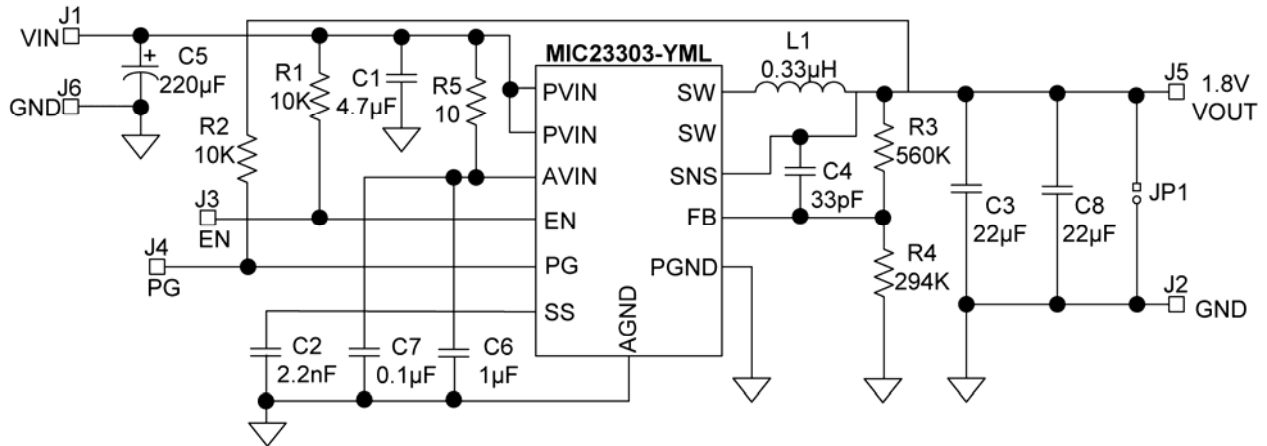 J1
VIN
C5
220µF
J6
GND
+
R1
10K
C1
4.7µF
R5
10
R2
10K
J3
EN
J4
PG
C2
2.2nF
C7
0.1µF
C6
1µF
MIC23303-YML
PVIN
PVIN
AVIN
EN
PG
SS
AGND
SW
SW
SNS
FB
PGND
L1
0.33µH
C4
33pF
R3
560K
R4
294K
C3
22µF
C8
22µF
JP1
J5
1.8V
VOUT
J2
GND